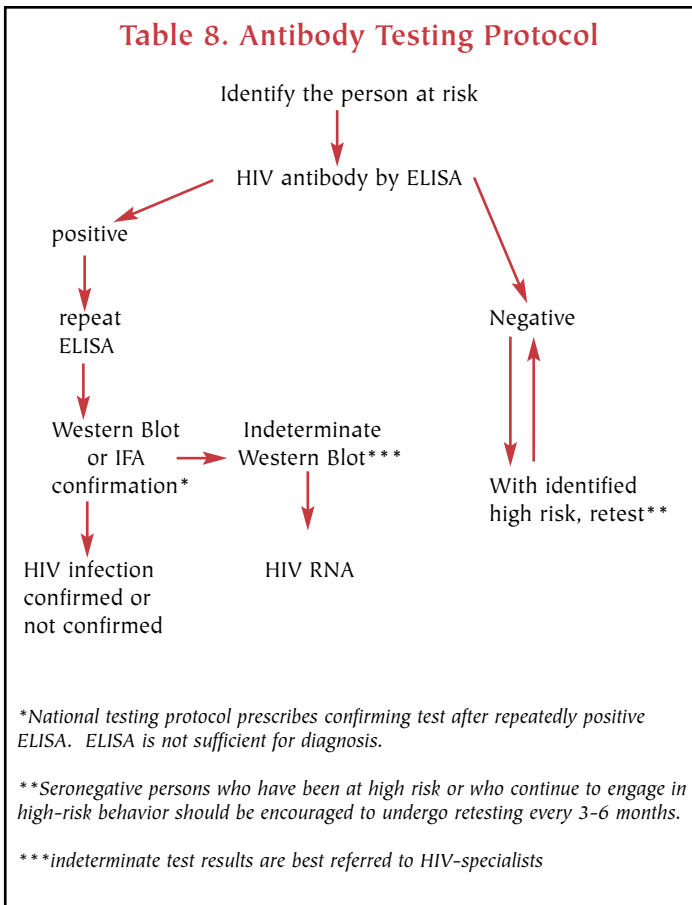 Table 8. Antibody Testing Protocol
Identify the person at risk
HIV antibody by ELISA
positive
repeat
ELISA
Western Blot
or IFA
confirmation*
HIV infection
confirmed or
not confirmed
Indeterminate
Western Blot***
HIV RNA
Negative
With identified
high risk, retest**
*National testing protocol prescribes confirming test after repeatedly positive
ELISA. ELISA is not sufficient for diagnosis.
**Seronegative persons who have been at high risk or who continue to engage in
high-risk behavior should be encouraged to undergo retesting every 3-6 months.
***indeterminate test results are best referred to HIV-specialists